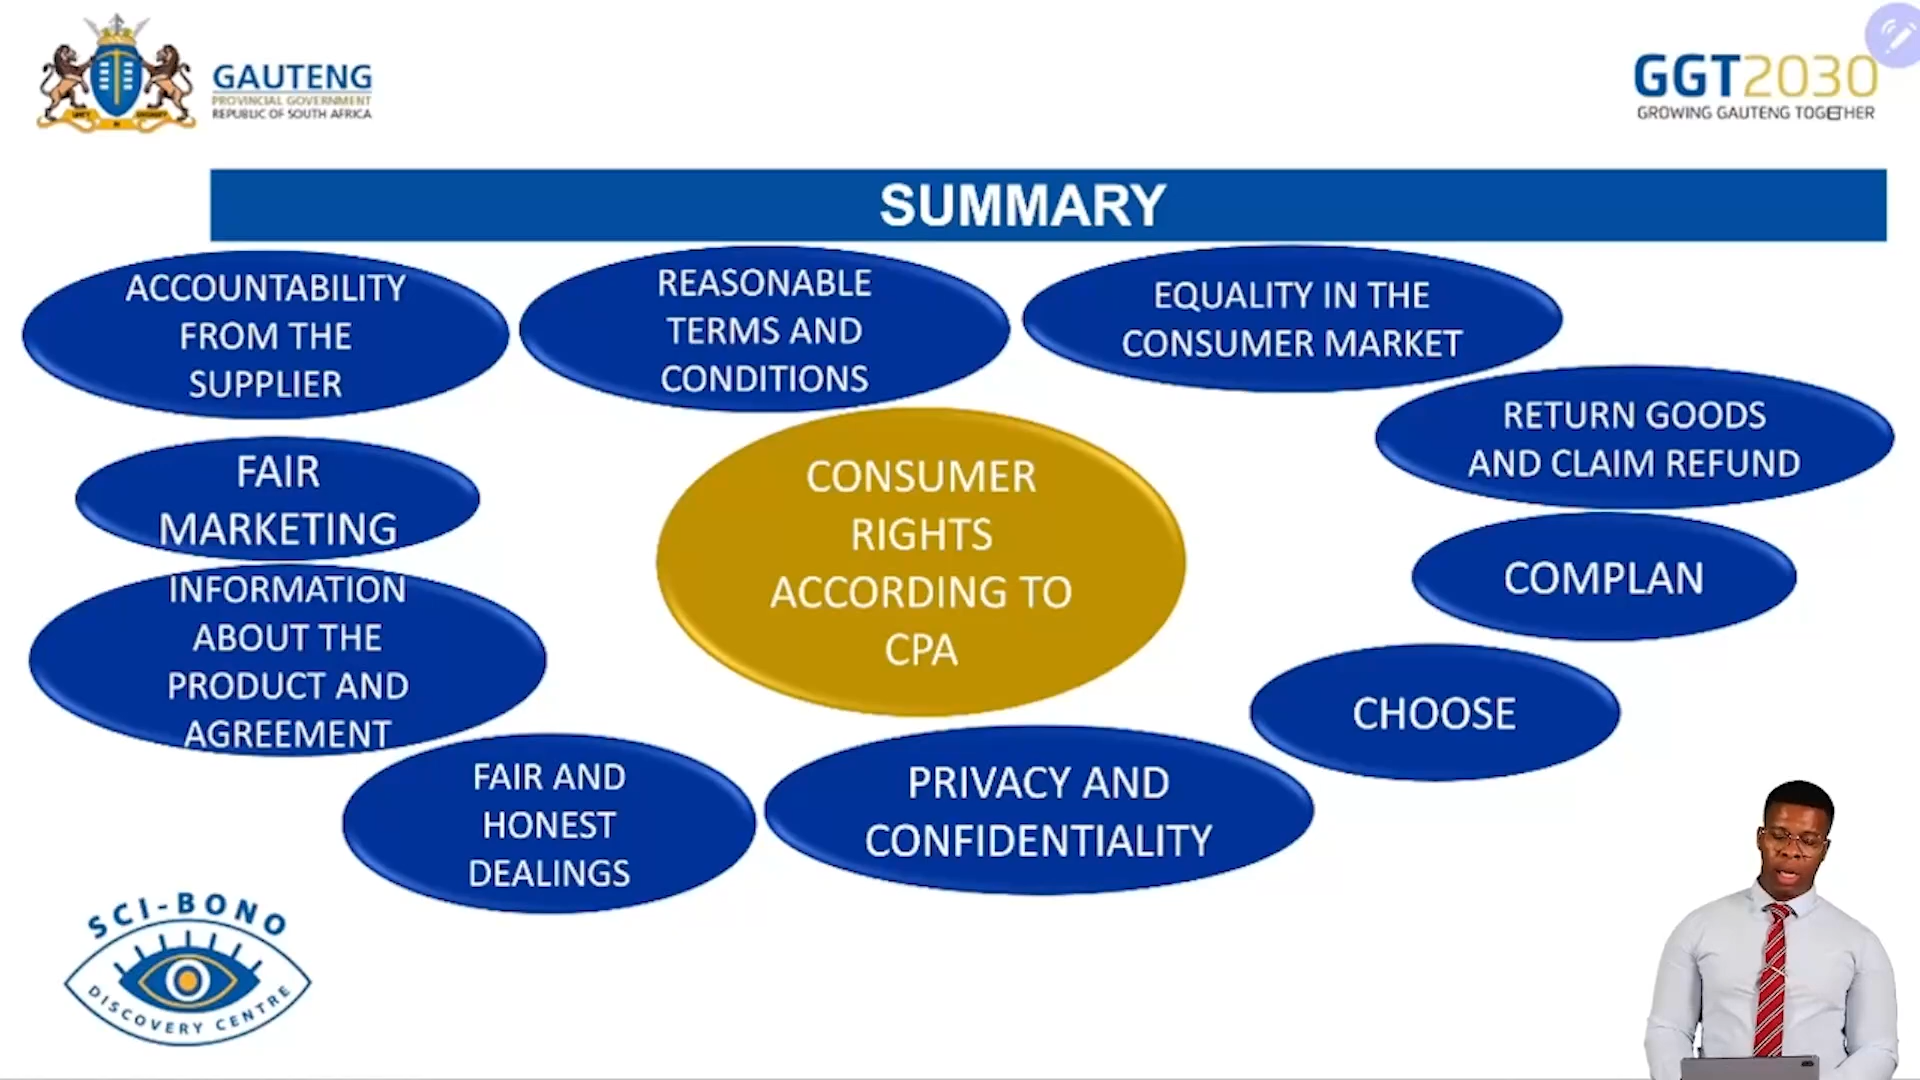 GAUTENG
PROVINCIAL GOVERNMENT
REPUBLIC OF SOUTH AFRICA
GGT2030
GROWING GAUTENG TOGETHER
SUMMARY
ACCOUNTABILITY
FROM THE
SUPPLIER
REASONABLE
TERMS AND
CONDITIONS
EQUALITY IN THE
CONSUMER MARKET
RETURN GOODS
AND CLAIM REFUND
FAIR
MARKETING
CONSUMER
RIGHTS
ACCORDING TO
CPA
COMPLAN
INFORMATION
ABOUT THE
PRODUCT AND
AGREEMENT
CHOOSE
FAIR AND
HONEST
DEALINGS
PRIVACY AND
CONFIDENTIALITY
SCI-BONO
DISCOVERY CENTRE